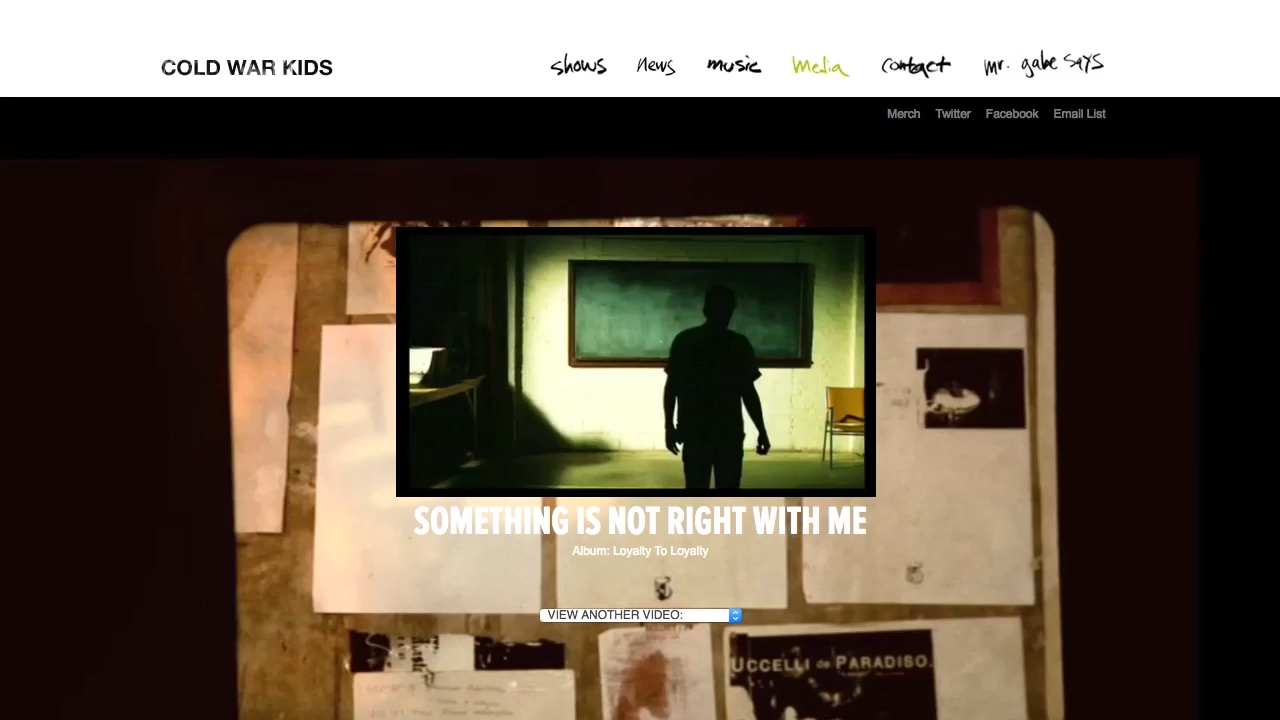 COLD WAR KIDS
shows news music Media contact mr. gabe says
Merch Twitter Facebook Email List
SOMETHING IS NOT RIGHT WITH ME
Album: Loyalty To Loyalty
VIEW ANOTHER VIDEO:
UCCELLI de PARADISO.